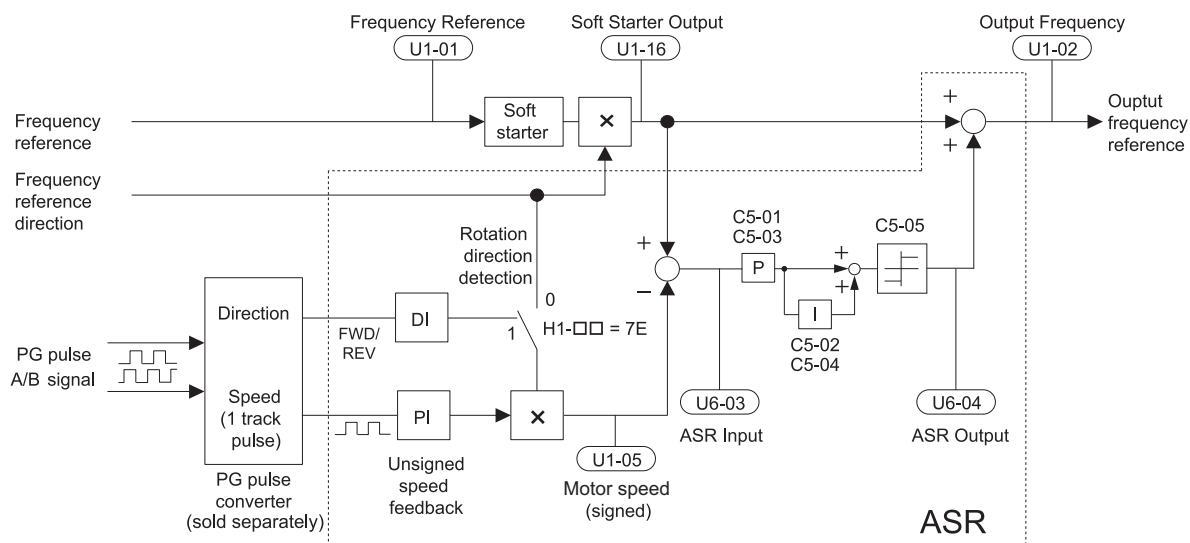 Frequency Reference
U1-01
Soft Starter Output
U1-16
Output Frequency
U1-02
Frequency
reference
Soft
starter
×
+
+
Ouptut
frequency
reference
Frequency
reference
direction
Rotation
direction
detection
+
−
C5-01
C5-03
P
+
+
C5-05
I
C5-02
C5-04
Direction
FWD/
REV
DI
0
1
H1-□□ = 7E
PG pulse
A/B signal
Speed
(1 track
pulse)
PI
×
U6-03
ASR Input
U6-04
ASR Output
U1-05
Motor speed
(signed)
Unsigned
speed
feedback
PG pulse
converter
(sold separately)
ASR